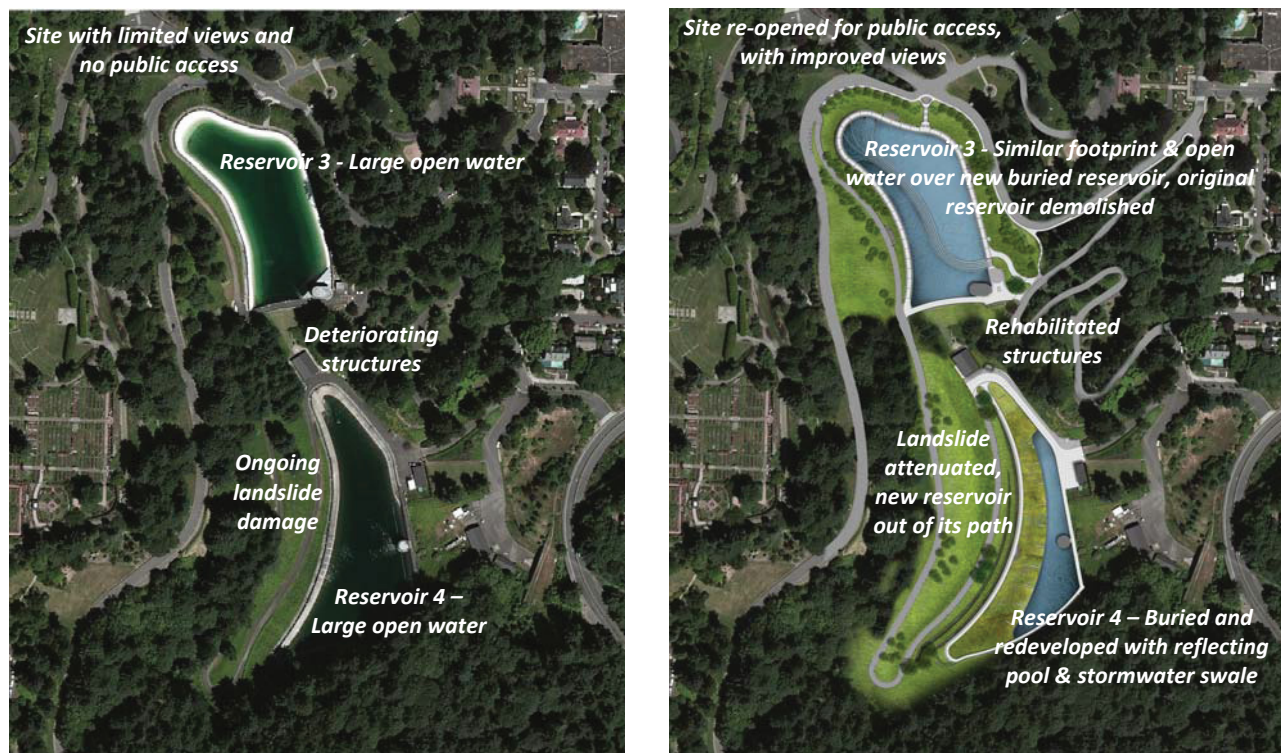 Site with limited views and
no public access
Reservoir 3 - Large open water
Deteriorating
structures
Ongoing
landslide
damage
Reservoir 4 –
Large open water
Site re-opened for public access,
with improved views
Reservoir 3 - Similar footprint & open
water over new buried reservoir, original
reservoir demolished
Rehabilitated
structures
Landslide
attenuated,
new reservoir
out of its path
Reservoir 4 – Buried and
redeveloped with reflecting
pool & stormwater swale